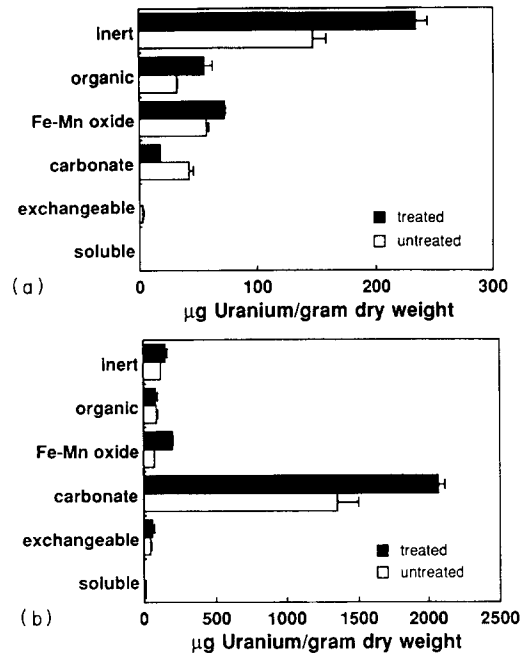 inert
organic
Fe-Mn oxide
carbonate
exchangeable
soluble
treated
untreated
(a)
0 100 200 300
μg Uranium/gram dry weight
inert
organic
Fe-Mn oxide
carbonate
exchangeable
soluble
treated
untreated
(b)
0 500 1000 1500 2000 2500
μg Uranium/gram dry weight